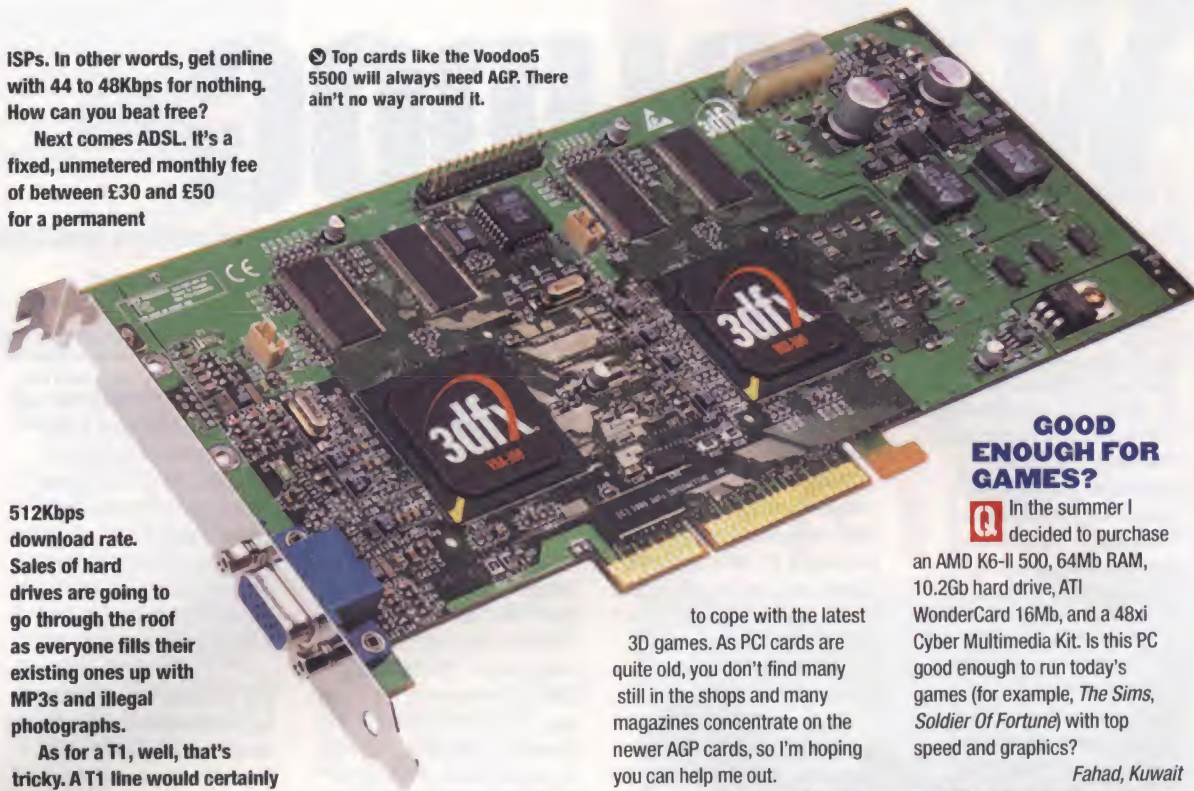 ISPs. In other words, get online
with 44 to 48Kbps for nothing.
How can you beat free?
Next comes ADSL. It's a
fixed, unmetered monthly fee
of between £30 and £50
for a permanent
512Kbps
download rate.
Sales of hard
drives are going to
go through the roof
as everyone fills their
existing ones up with
MP3s and illegal
photographs.
As for a T1, well, that's
tricky. A T1 line would certainly
Top cards like the Voodoo5
5500 will always need AGP. There
ain't no way around it.
3dfx
CE
3dfx
3dfx
to cope with the latest
3D games. As PCI cards are
quite old, you don't find many
still in the shops and many
magazines concentrate on the
newer AGP cards, so I'm hoping
you can help me out.
GOOD
ENOUGH FOR
GAMES?
Q In the summer I
decided to purchase
an AMD K6-II 500, 64Mb RAM,
10.2Gb hard drive, ATI
WonderCard 16Mb, and a 48xi
Cyber Multimedia Kit. Is this PC
good enough to run today's
games (for example, The Sims,
Soldier Of Fortune) with top
speed and graphics?
Fahad, Kuwait